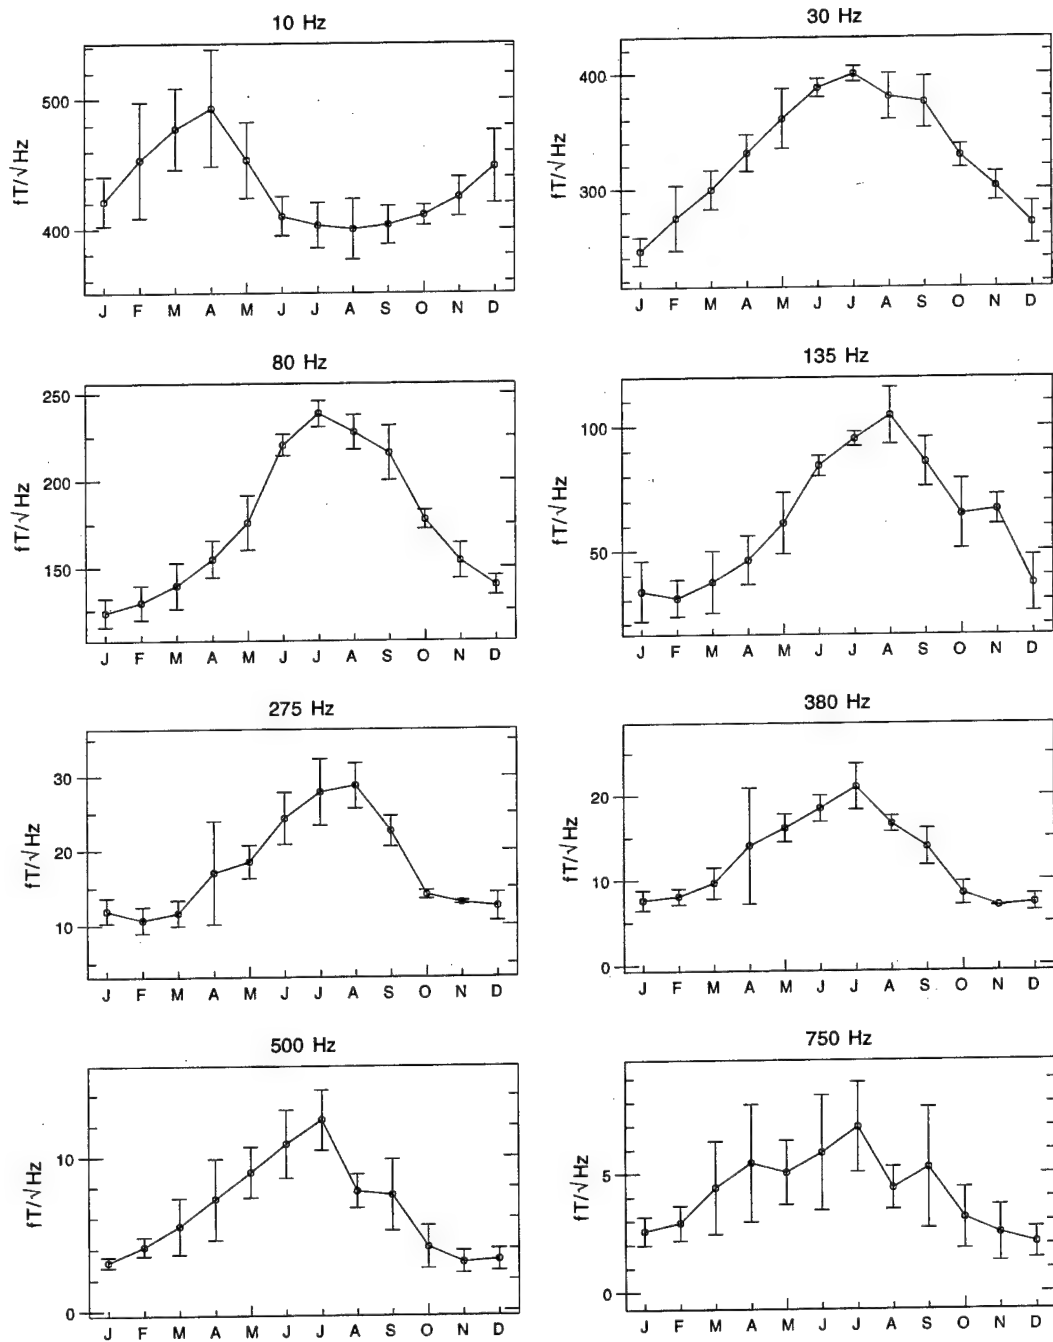 10 Hz
30 Hz
500
400
fT/√Hz
J F M A M J J A S O N D
400
300
fT/√Hz
J F M A M J J A S O N D
80 Hz
135 Hz
250
200
150
fT/√Hz
J F M A M J J A S O N D
100
50
fT/√Hz
J F M A M J J A S O N D
275 Hz
380 Hz
30
20
10
fT/√Hz
J F M A M J J A S O N D
20
10
0
fT/√Hz
J F M A M J J A S O N D
500 Hz
750 Hz
10
0
fT/√Hz
J F M A M J J A S O N D
5
0
fT/√Hz
J F M A M J J A S O N D